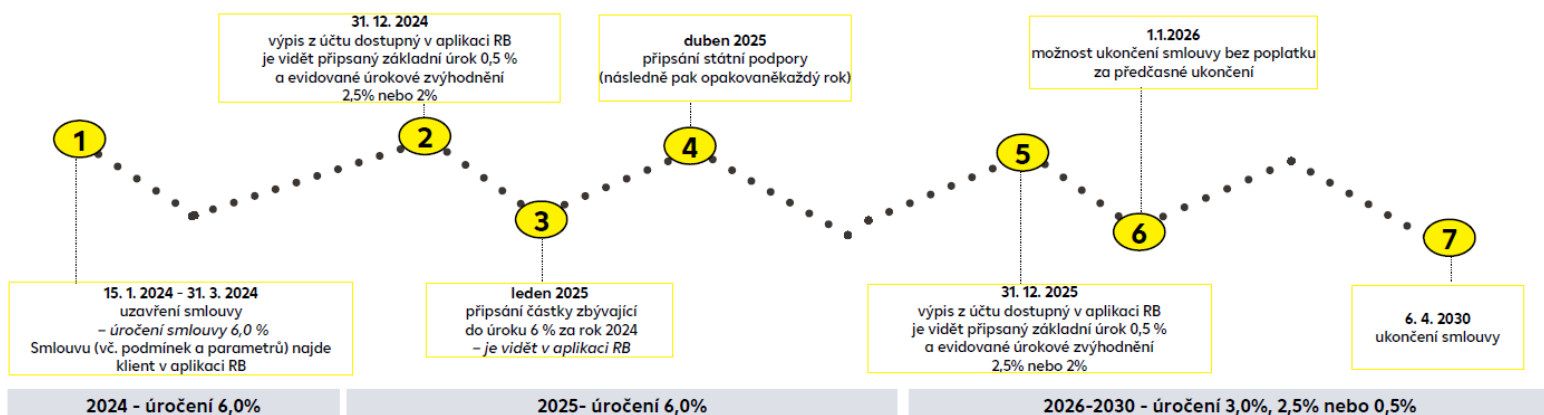 31. 12. 2024
výpis z účtu dostupný v aplikaci RB
je vidět připsaný základní úrok 0,5 %
a evidované úrokové zvýhodnění
2,5% nebo 2%
duben 2025
připsání státní podpory
(následně pak opakovaněkaždý rok)
1.1.2026
možnost ukončení smlouvy bez poplatku
za předčasné ukončení
1
2
3
4
5
6
7
15. 1. 2024 - 31. 3. 2024
uzavření smlouvy
– úročení smlouvy 6,0 %
Smlouvu (vč. podmínek a parametrů) najde
klient v aplikaci RB
leden 2025
připsání částky zbývající
do úroku 6 % za rok 2024
– je vidět v aplikaci RB
31. 12. 2025
výpis z účtu dostupný v aplikaci RB
je vidět připsaný základní úrok 0,5 %
a evidované úrokové zvýhodnění
2,5% nebo 2%
6. 4. 2030
ukončení smlouvy
2024 - úročení 6,0%
2025- úročení 6,0%
2026-2030 - úročení 3,0%, 2,5% nebo 0,5%